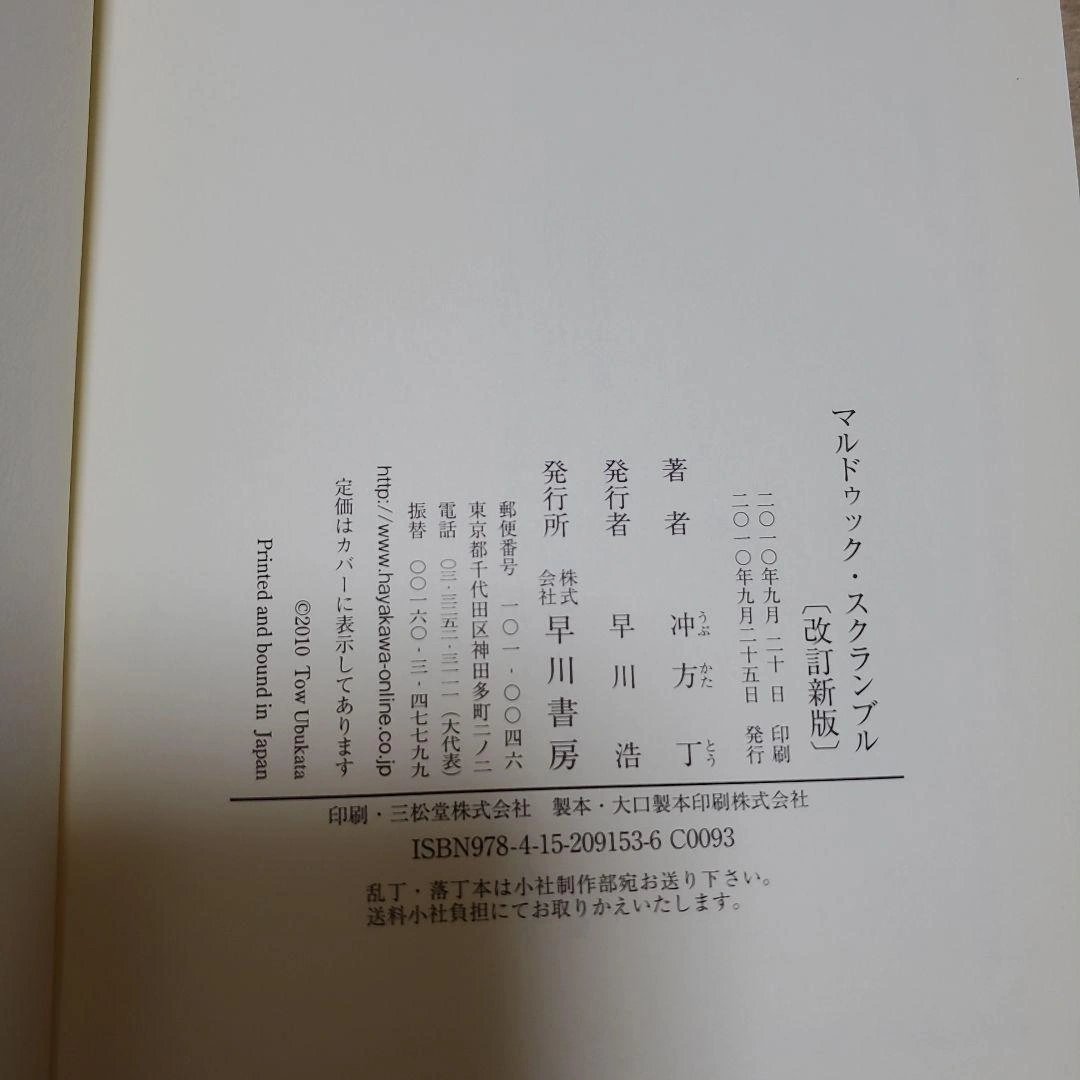 マルドゥック・スクランブル
〔改訂新版〕
二〇一〇年九月 二十 日 印刷
二〇一〇年九月二十五日 発行
著者 冲方 丁
うぶ かた とう
発行者 早川 浩
発行所 株式会社 早川書房
郵便番号 一〇一-〇〇四六
東京都千代田区神田多町二ノ二
電話 〇三-三二五二-三一一一（大代表）
振替 〇〇一六〇-三-四七七九九
http://www.hayakawa-online.co.jp
定価はカバーに表示してあります
©2010 Tow Ubukata
Printed and bound in Japan
印刷・三松堂株式会社 製本・大口製本印刷株式会社
ISBN978-4-15-209153-6 C0093
乱丁・落丁本は小社制作部宛お送り下さい。
送料小社負担にてお取りかえいたします。